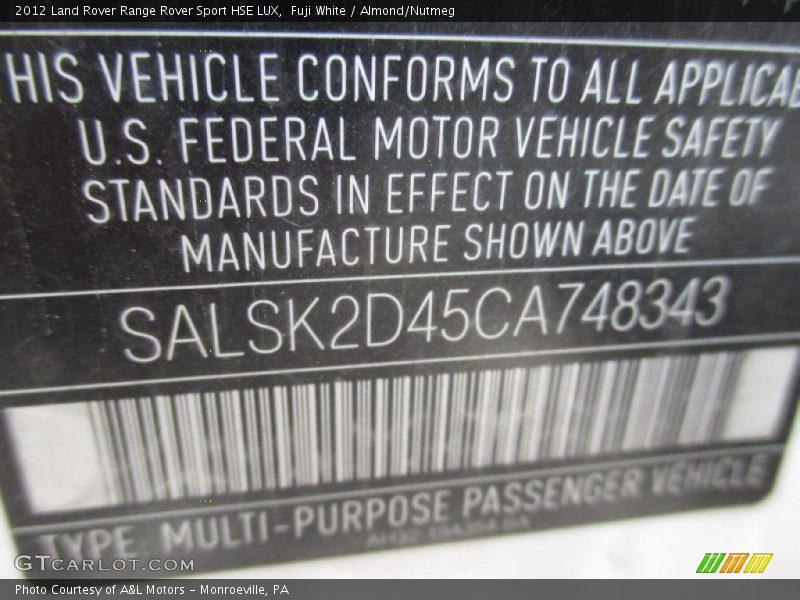 2012 Land Rover Range Rover Sport HSE LUX, Fuji White / Almond/Nutmeg
THIS VEHICLE CONFORMS TO ALL APPLICAB
U.S. FEDERAL MOTOR VEHICLE SAFETY
STANDARDS IN EFFECT ON THE DATE OF
MANUFACTURE SHOWN ABOVE
SALSK2D45CA748343
TYPE MULTI-PURPOSE PASSENGER VEHICLE
GTCARLOT.COM
Photo Courtesy of A&L Motors - Monroeville, PA